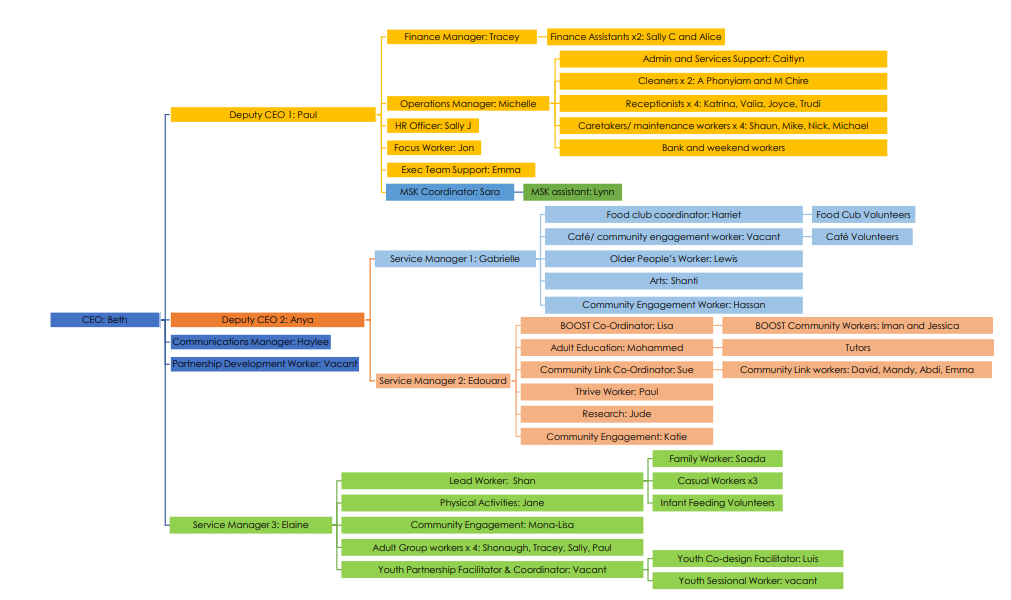 Finance Manager: Tracey
Finance Assistants x2: Sally C and Alice
Admin and Services Support: Caitlyn
Cleaners x 2: A Phonyiam and M Chire
Operations Manager: Michelle
Receptionists x 4: Katrina, Valia, Joyce, Trudi
Deputy CEO 1: Paul
HR Officer: Sally J
Caretakers/ maintenance workers x 4: Shaun, Mike, Nick, Michael
Focus Worker: Jon
Bank and weekend workers
Exec Team Support: Emma
MSK Coordinator: Sara
MSK assistant: Lynn
Food club coordinator: Harriet
Food Cub Volunteers
Café/ community engagement worker: Vacant
Café Volunteers
Service Manager 1: Gabrielle
Older People's Worker: Lewis
Arts: Shanti
Community Engagement Worker: Hassan
CEO: Beth
Deputy CEO 2: Anya
Communications Manager: Haylee
Partnership Development Worker: Vacant
BOOST Co-Ordinator: Lisa
BOOST Community Workers: Iman and Jessica
Adult Education: Mohammed
Tutors
Community Link Co-Ordinator: Sue
Community Link workers: David, Mandy, Abdi, Emma
Service Manager 2: Edouard
Thrive Worker: Paul
Research: Jude
Community Engagement: Katie
Family Worker: Saada
Lead Worker: Shan
Casual Workers x3
Physical Activities: Jane
Infant Feeding Volunteers
Service Manager 3: Elaine
Community Engagement: Mona-Lisa
Adult Group workers x 4: Shonaugh, Tracey, Sally, Paul
Youth Partnership Facilitator & Coordinator: Vacant
Youth Co-design Facilitator: Luis
Youth Sessional Worker: vacant